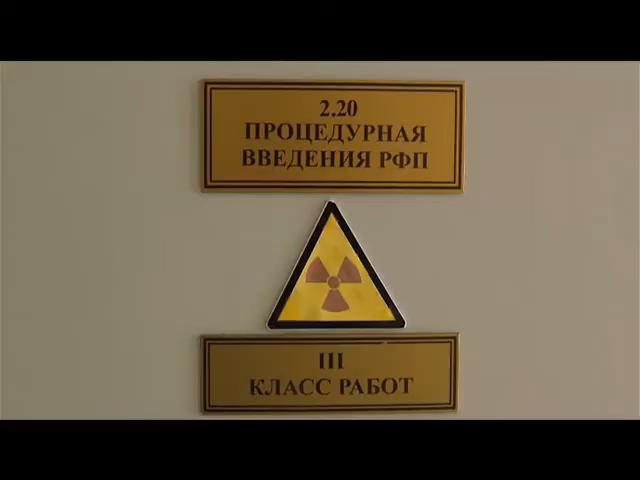 2.20
ПРОЦЕДУРНАЯ
ВВЕДЕНИЯ РФП
III
КЛАСС РАБОТ